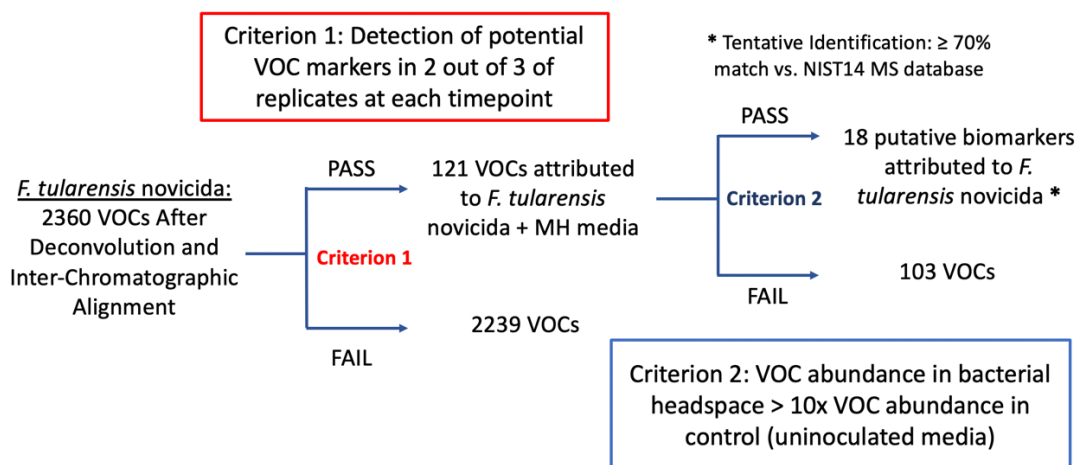 Criterion 1: Detection of potential
VOC markers in 2 out of 3 of
replicates at each timepoint
* Tentative Identification: ≥ 70%
match vs. NIST14 MS database
F. tularensis novicida:
2360 VOCs After
Deconvolution and
Inter-Chromatographic
Alignment
PASS
Criterion 1
FAIL
121 VOCs attributed
to F. tularensis
novicida + MH media
2239 VOCs
PASS
Criterion 2
FAIL
18 putative biomarkers
attributed to F.
tularensis novicida *
103 VOCs
Criterion 2: VOC abundance in bacterial
headspace > 10x VOC abundance in
control (uninoculated media)